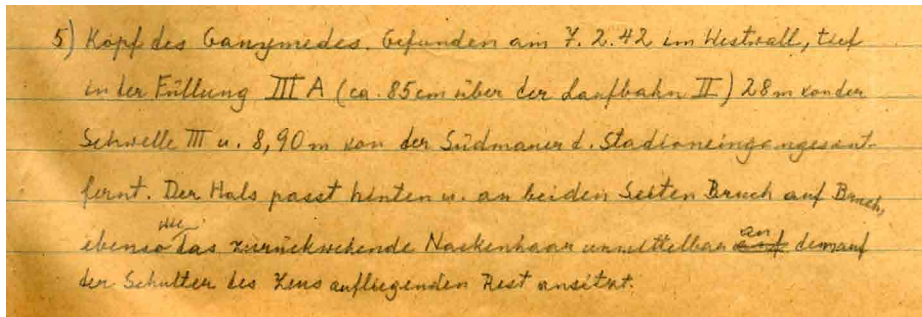 5) Kopf des Ganymedes. Gefunden am 7.2.42 im Westwall, tief
in der Füllung III A (ca. 85 cm über der Laufbahn II) 28 m von der
Schwelle III u. 8,90 m von der Südmauer d. Stadioneinganges ent-
fernt. Der Hals passt hinten u. an beiden Seiten Bruch auf Bruch,
ebenso wie das zurückwehende Nackenhaar unmittelbar an dem auf
der Schulter des Zeus aufliegenden Rest ansitzt.